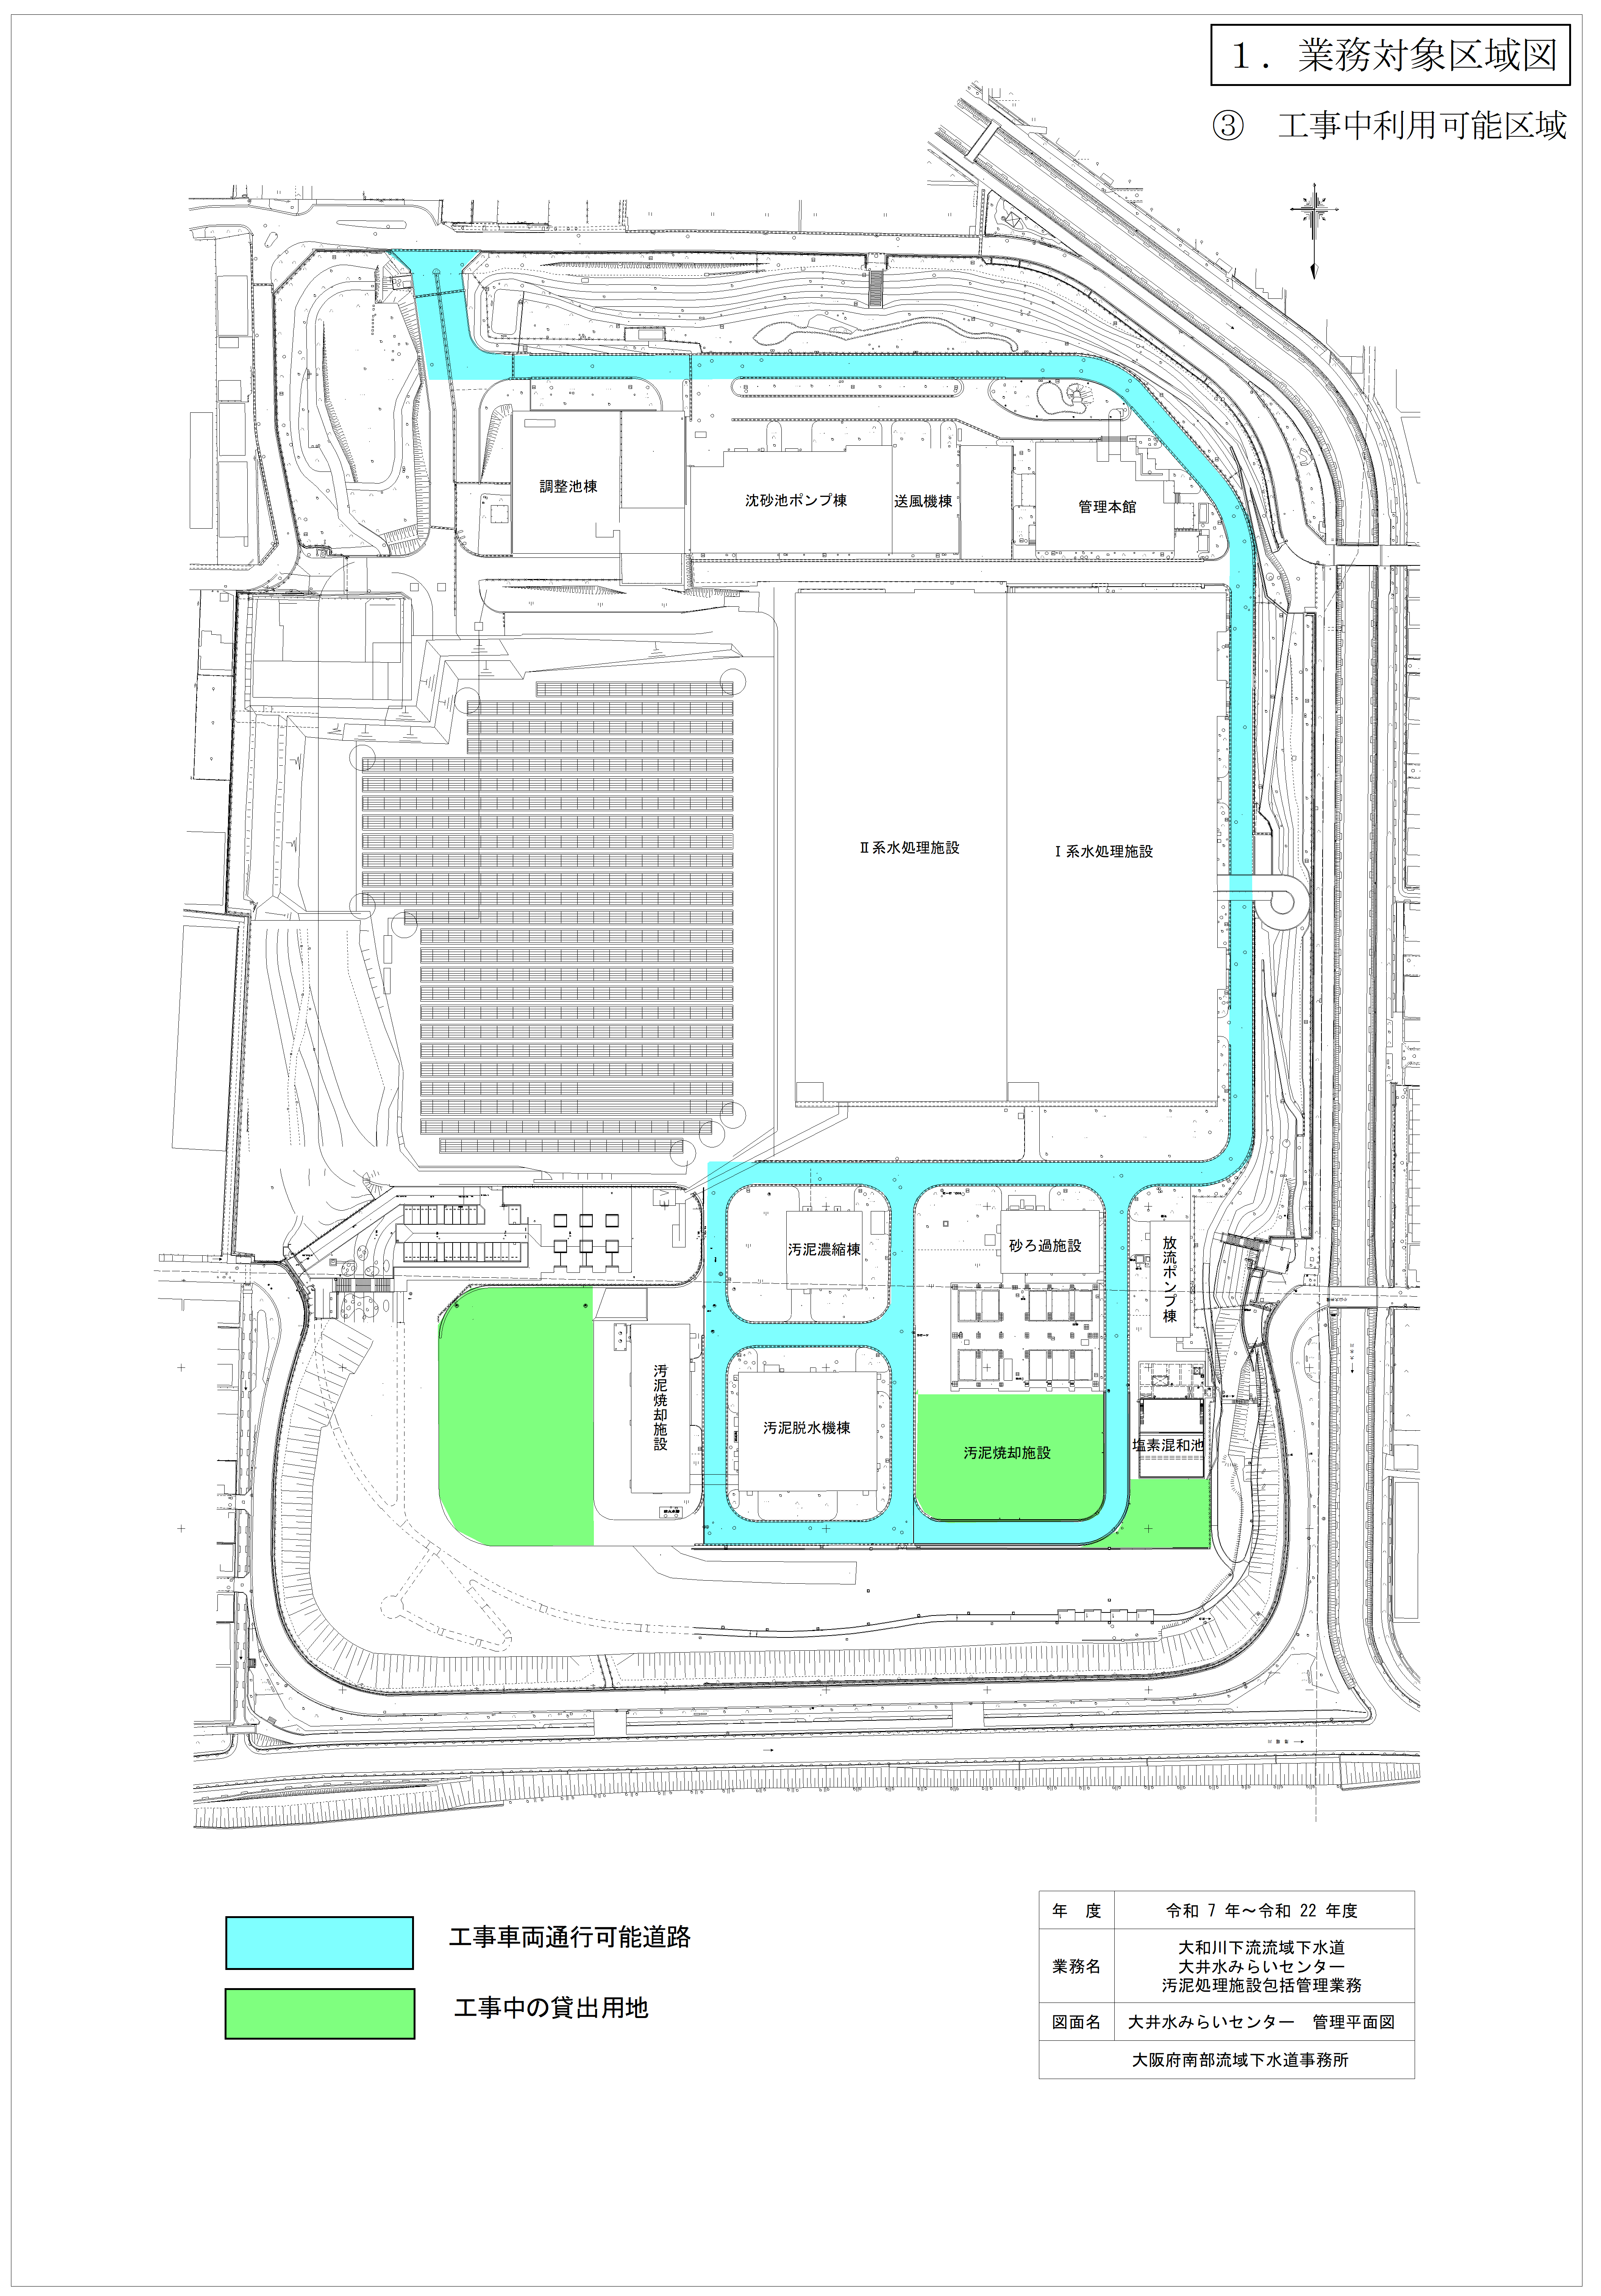 1．業務対象区域図
③　工事中利用可能区域
調整池棟
沈砂池ポンプ棟
送風機棟
管理本館
Ⅱ系水処理施設
Ⅰ系水処理施設
汚泥濃縮棟
砂ろ過施設
放流ポンプ棟
汚泥焼却施設
汚泥脱水機棟
汚泥焼却施設
塩素混和池
工事車両通行可能道路
工事中の貸出用地
年　度　令和 7 年～令和 22 年度
業務名
大和川下流流域下水道
大井水みらいセンター
汚泥処理施設包括管理業務
図面名　大井水みらいセンター　管理平面図
大阪府南部流域下水道事務所